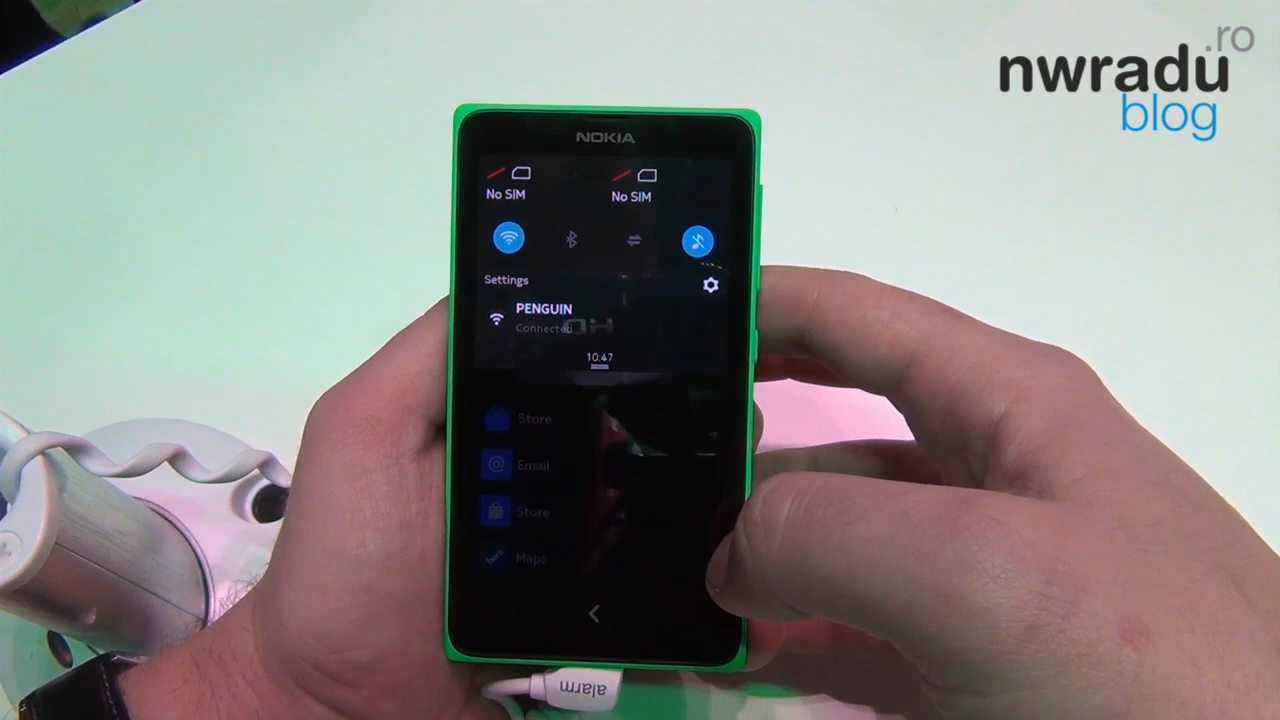 .ro
nwradu
blog
NOKIA
No SIM
No SIM
Settings
PENGUIN
Connected
10:47
Store
Email
Store
Maps
alarm